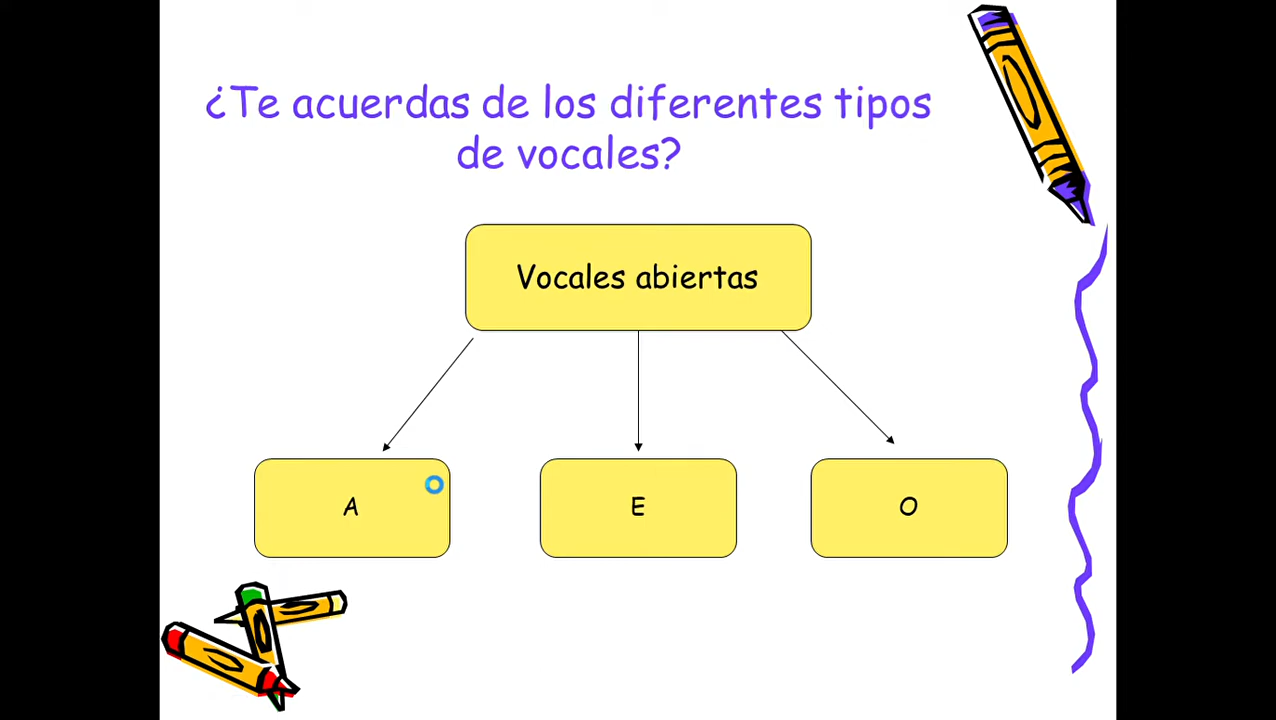 ¿Te acuerdas de los diferentes tipos
de vocales?
Vocales abiertas
A
E
O